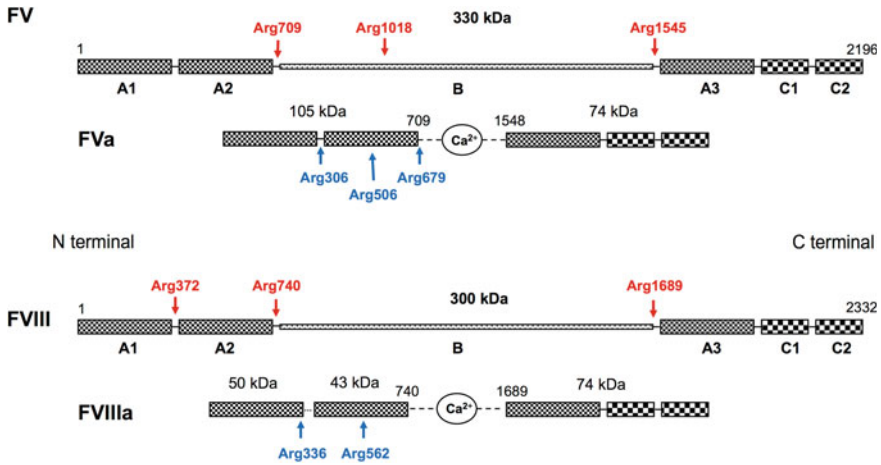 FV
Arg709 Arg1018 330 kDa Arg1545
1 2196
A1 A2 B A3 C1 C2
105 kDa 74 kDa
709 1548
FVa Ca²⁺
Arg306 Arg679
Arg506
N terminal C terminal
Arg372 Arg740 300 kDa Arg1689
1 2332
FVIII
A1 A2 B A3 C1 C2
50 kDa 43 kDa 740 1689 74 kDa
FVIIIa Ca²⁺
Arg336 Arg562